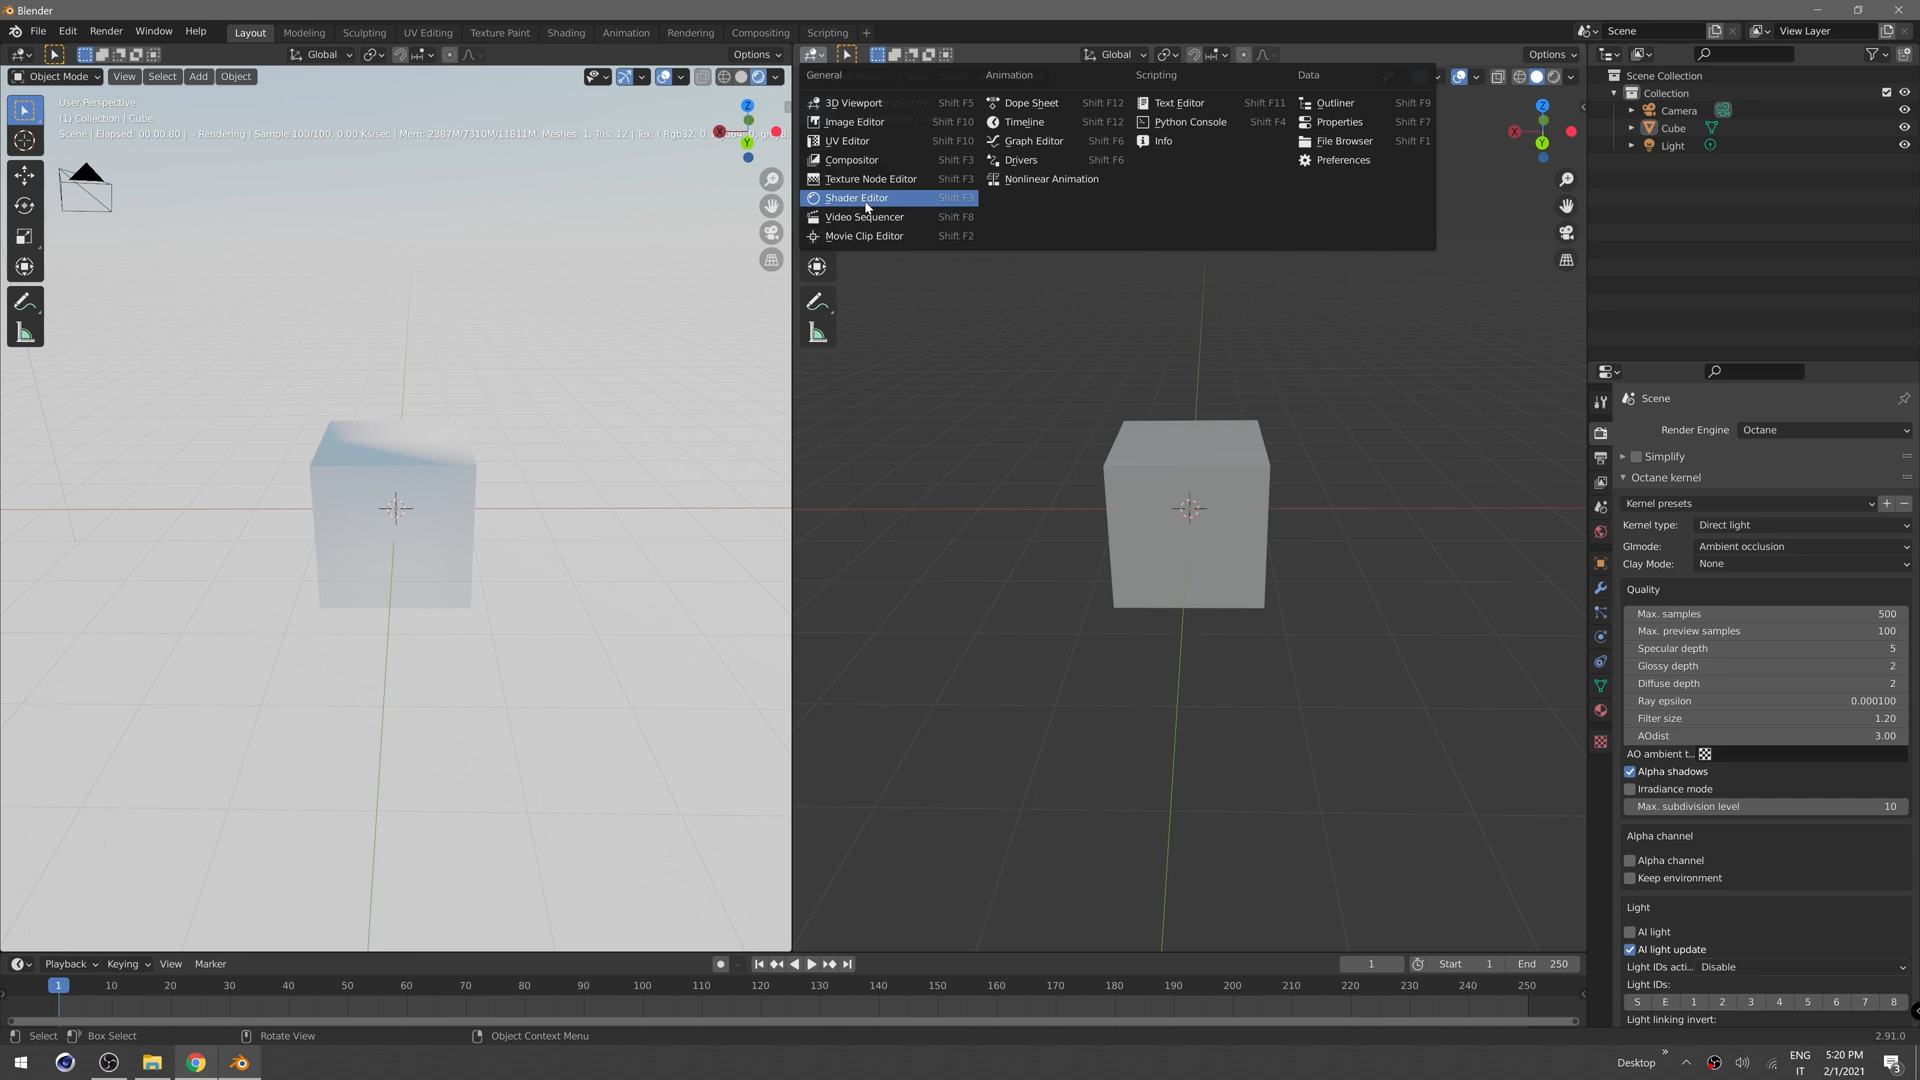 Blender
File Edit Render Window Help Layout Modeling Sculpting UV Editing Texture Paint Shading Animation Rendering Compositing Scripting + Scene View Layer
Global Options Global Options
Object Mode View Select Add Object
User Perspective
(1) Collection | Cube
Scene | Elapsed: 00:00.80 | - Rendering | Sample 100/100, 0.00 Ks/sec | Mem: 2387M/7310M/11811M, Meshes: 1, Tris: 12 | Tex: ( Rgb32: 0,
Z
X
Y
General Animation Scripting Data
3D Viewport Shift F5 Dope Sheet Shift F12 Text Editor Shift F11 Outliner Shift F9
Image Editor Shift F10 Timeline Shift F12 Python Console Shift F4 Properties Shift F7
UV Editor Shift F10 Graph Editor Shift F6 Info File Browser Shift F1
Compositor Shift F3 Drivers Shift F6 Preferences
Texture Node Editor Shift F3 Nonlinear Animation
Shader Editor Shift F3
Video Sequencer Shift F8
Movie Clip Editor Shift F2
Z
X
Y
Scene Collection
Collection
Camera
Cube
Light
Scene
Render Engine Octane
Simplify
Octane kernel
Kernel presets
Kernel type: Direct light
GImode: Ambient occlusion
Clay Mode: None
Quality
Max. samples 500
Max. preview samples 100
Specular depth 5
Glossy depth 2
Diffuse depth 2
Ray epsilon 0.000100
Filter size 1.20
AOdist 3.00
AO ambient t...
Alpha shadows
Irradiance mode
Max. subdivision level 10
Alpha channel
Alpha channel
Keep environment
Light
AI light
AI light update
Light IDs acti... Disable
Light IDs:
S E 1 2 3 4 5 6 7 8
Light linking invert:
Playback Keying View Marker 1 Start 1 End 250
1 10 20 30 40 50 60 70 80 90 100 110 120 130 140 150 160 170 180 190 200 210 220 230 240 250
Select Box Select Rotate View Object Context Menu 2.91.0
Desktop ENG IT 5:20 PM 2/1/2021 3